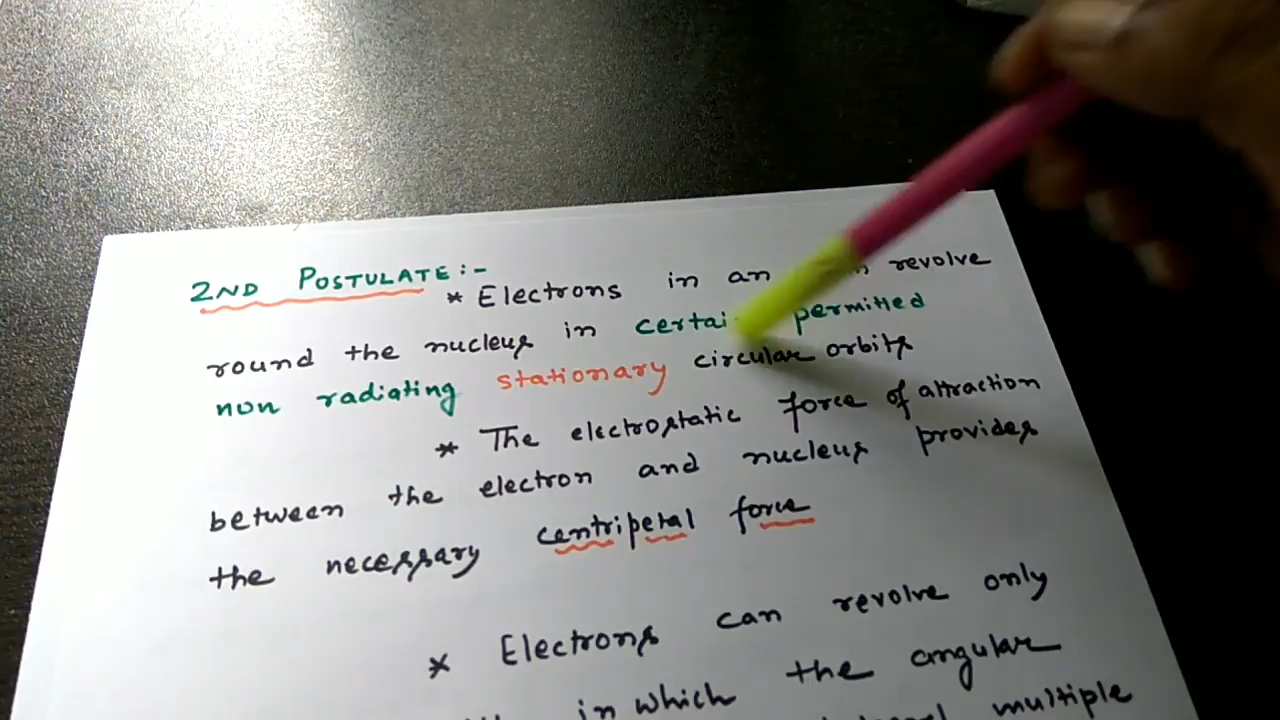 2ND POSTULATE:-
* Electrons in an revolve
round the nucleus in certain permitted
non radiating stationary circular orbits
* The electrostatic force of attraction
between the electron and nucleus provides
the necessary centripetal force
* Electrons can revolve only
in which the angular
multiple